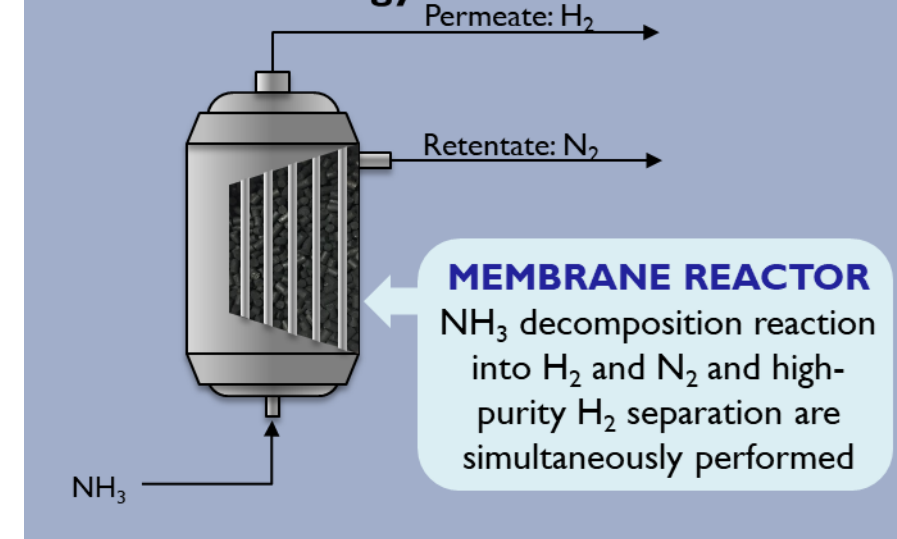 Permeate: H₂
Retentate: N₂
MEMBRANE REACTOR
NH₃ decomposition reaction
into H₂ and N₂ and high-
purity H₂ separation are
simultaneously performed
NH₃